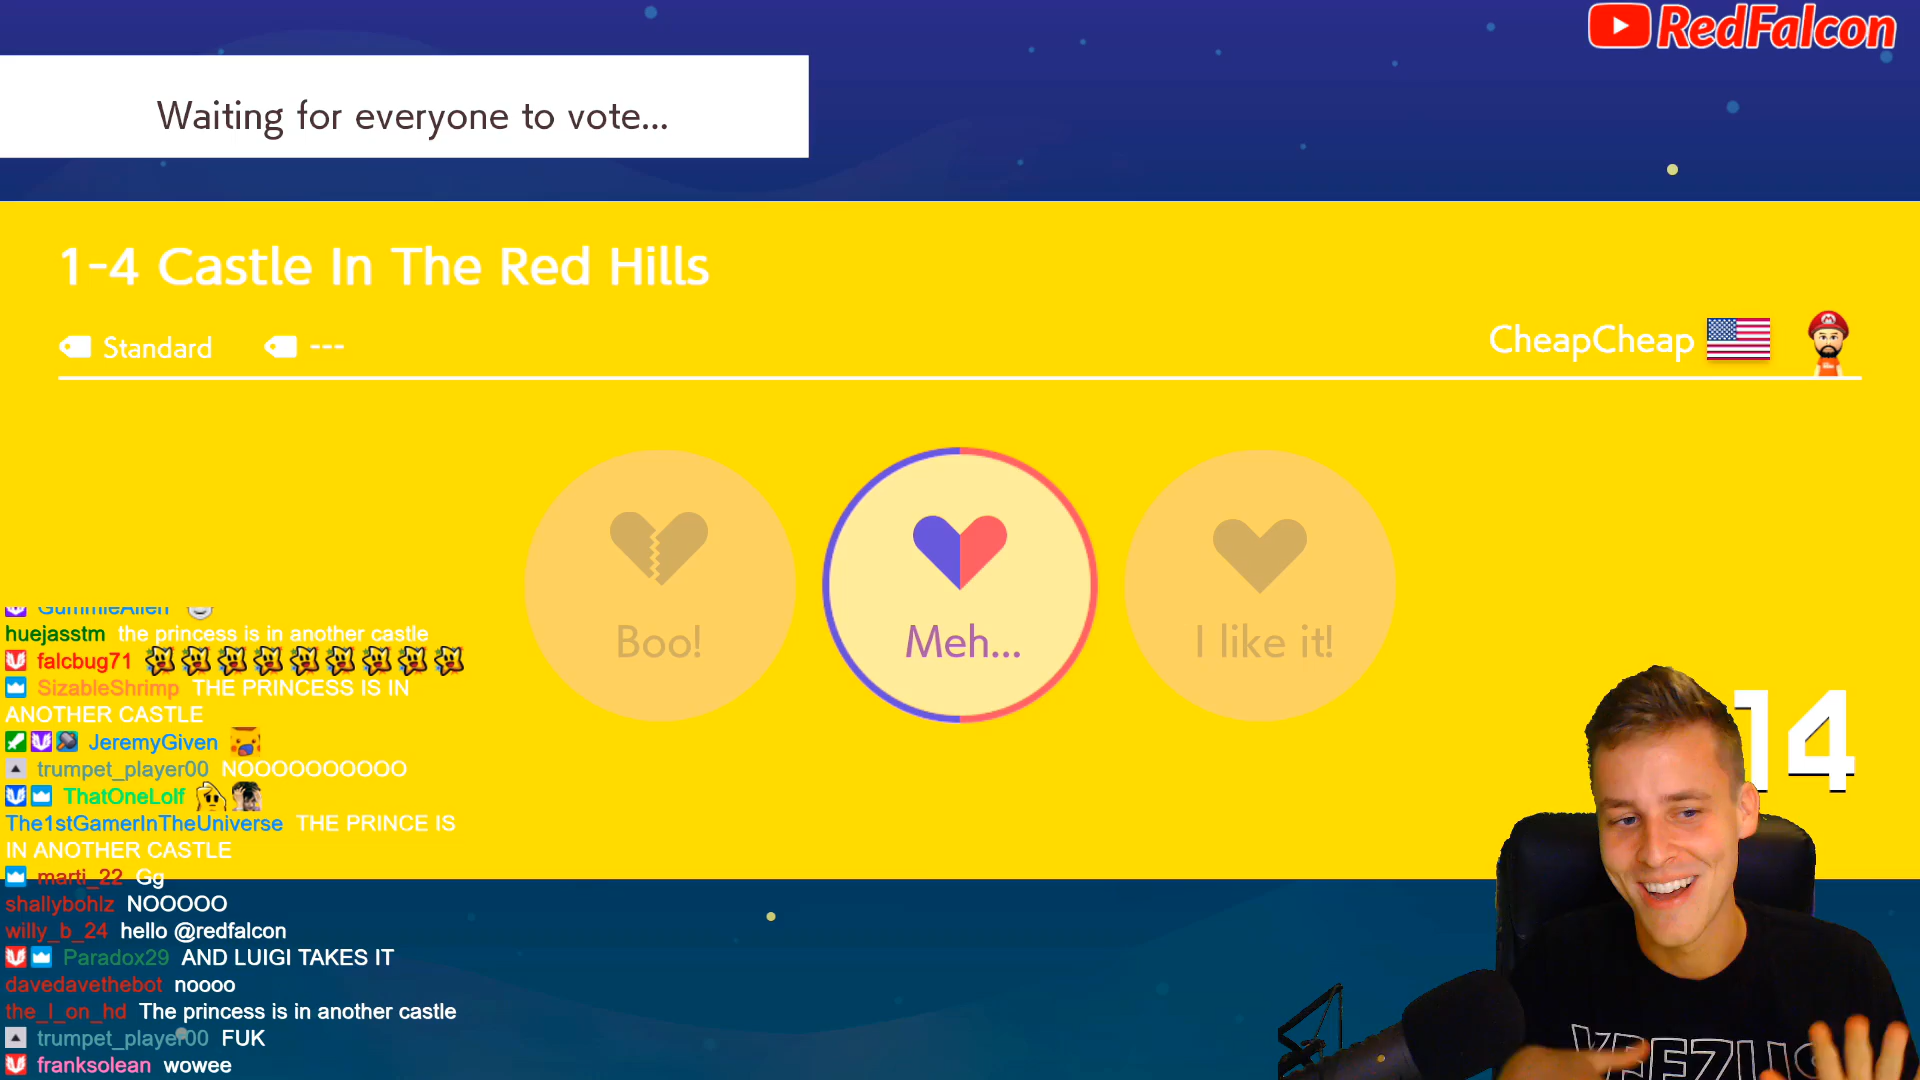 RedFalcon
Waiting for everyone to vote...
1-4 Castle In The Red Hills
Standard
---
CheapCheap
Boo!
Meh...
I like it!
14
GummieAlien
huejasstm the princess is in another castle
falcbug71
SizableShrimp THE PRINCESS IS IN
ANOTHER CASTLE
JeremyGiven
trumpet_player00 NOOOOOOOOOO
ThatOneLolf
The1stGamerInTheUniverse THE PRINCE IS
IN ANOTHER CASTLE
marti_22 Gg
shallybohlz NOOOOO
willy_b_24 hello @redfalcon
Paradox29 AND LUIGI TAKES IT
davedavethebot noooo
the_l_on_hd The princess is in another castle
trumpet_player00 FUK
franksolean wowee